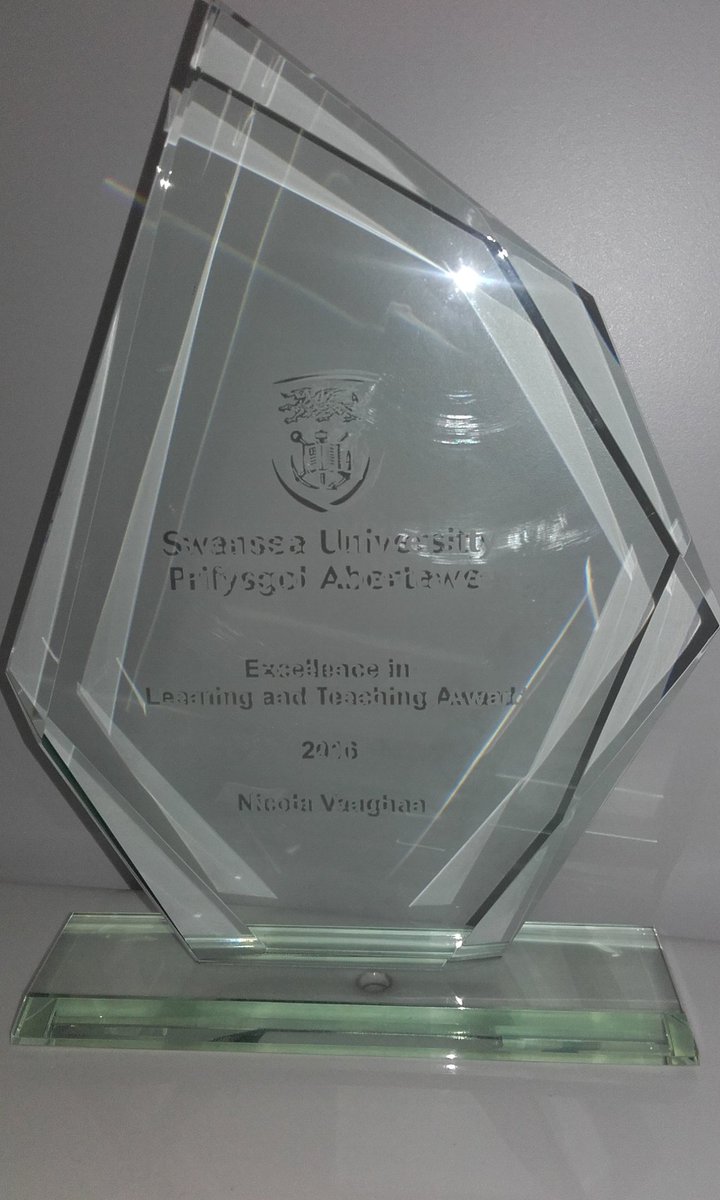 Swansea University
Prifysgol Abertawe
Excellence in
Learning and Teaching Award
2016
Nicola Vaughan